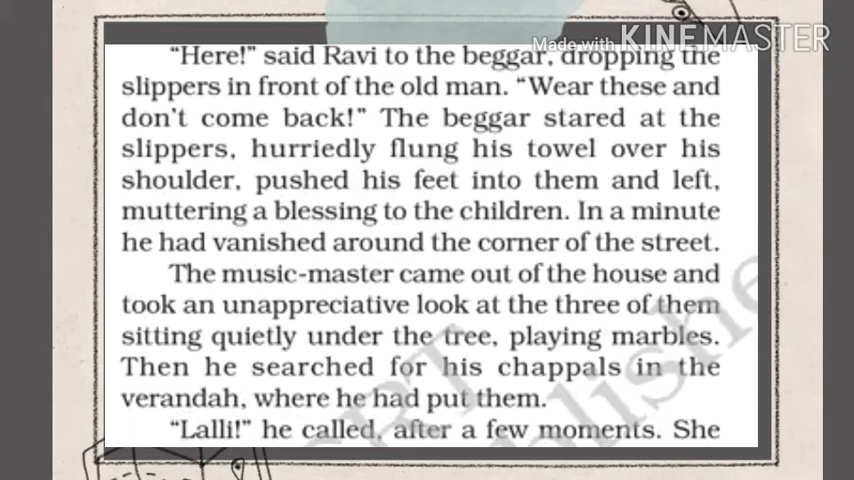 Made with KINEMASTER
"Here!" said Ravi to the beggar, dropping the
slippers in front of the old man. "Wear these and
don't come back!" The beggar stared at the
slippers, hurriedly flung his towel over his
shoulder, pushed his feet into them and left,
muttering a blessing to the children. In a minute
he had vanished around the corner of the street.
The music-master came out of the house and
took an unappreciative look at the three of them
sitting quietly under the tree, playing marbles.
Then he searched for his chappals in the
verandah, where he had put them.
"Lalli!" he called, after a few moments. She